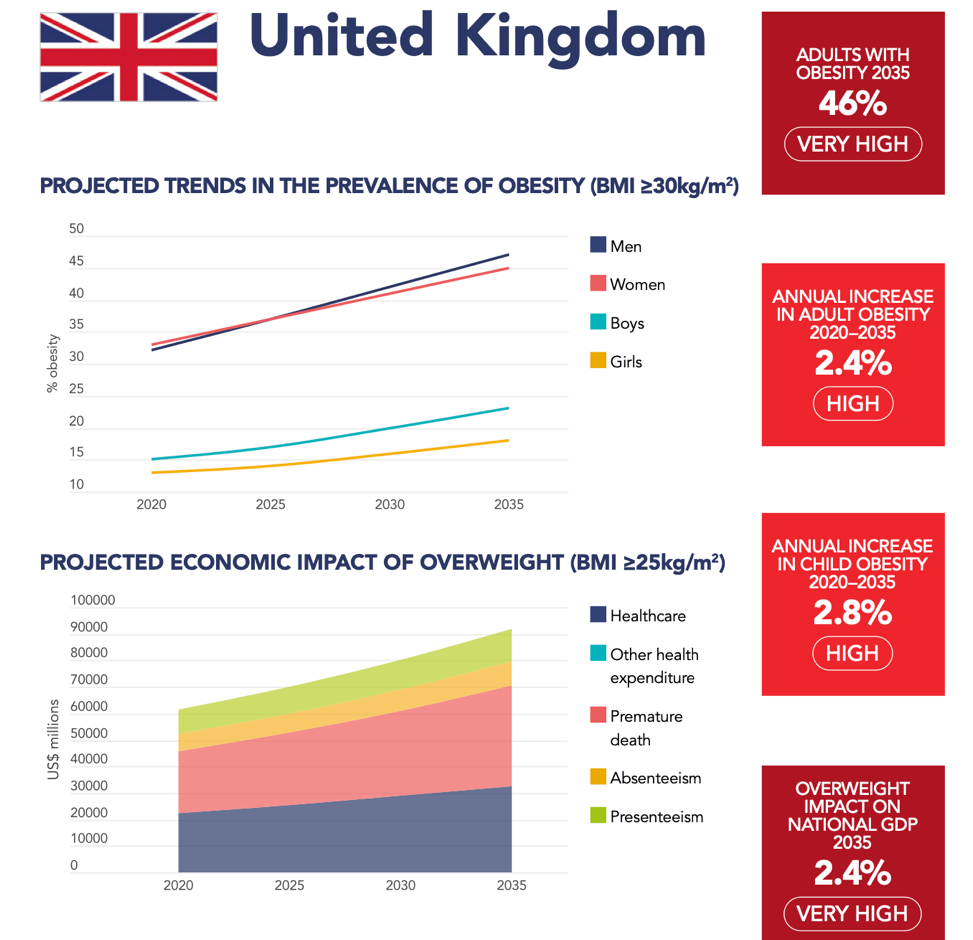 United Kingdom
ADULTS WITH
OBESITY 2035
46%
VERY HIGH
PROJECTED TRENDS IN THE PREVALENCE OF OBESITY (BMI ≥30kg/m²)
% obesity
50
45
40
35
30
25
20
15
10
2020
2025
2030
2035
Men
Women
Boys
Girls
ANNUAL INCREASE
IN ADULT OBESITY
2020–2035
2.4%
HIGH
PROJECTED ECONOMIC IMPACT OF OVERWEIGHT (BMI ≥25kg/m²)
US$ millions
100000
90000
80000
70000
60000
50000
40000
30000
20000
10000
0
2020
2025
2030
2035
Healthcare
Other health
expenditure
Premature
death
Absenteeism
Presenteeism
ANNUAL INCREASE
IN CHILD OBESITY
2020–2035
2.8%
HIGH
OVERWEIGHT
IMPACT ON
NATIONAL GDP
2035
2.4%
VERY HIGH